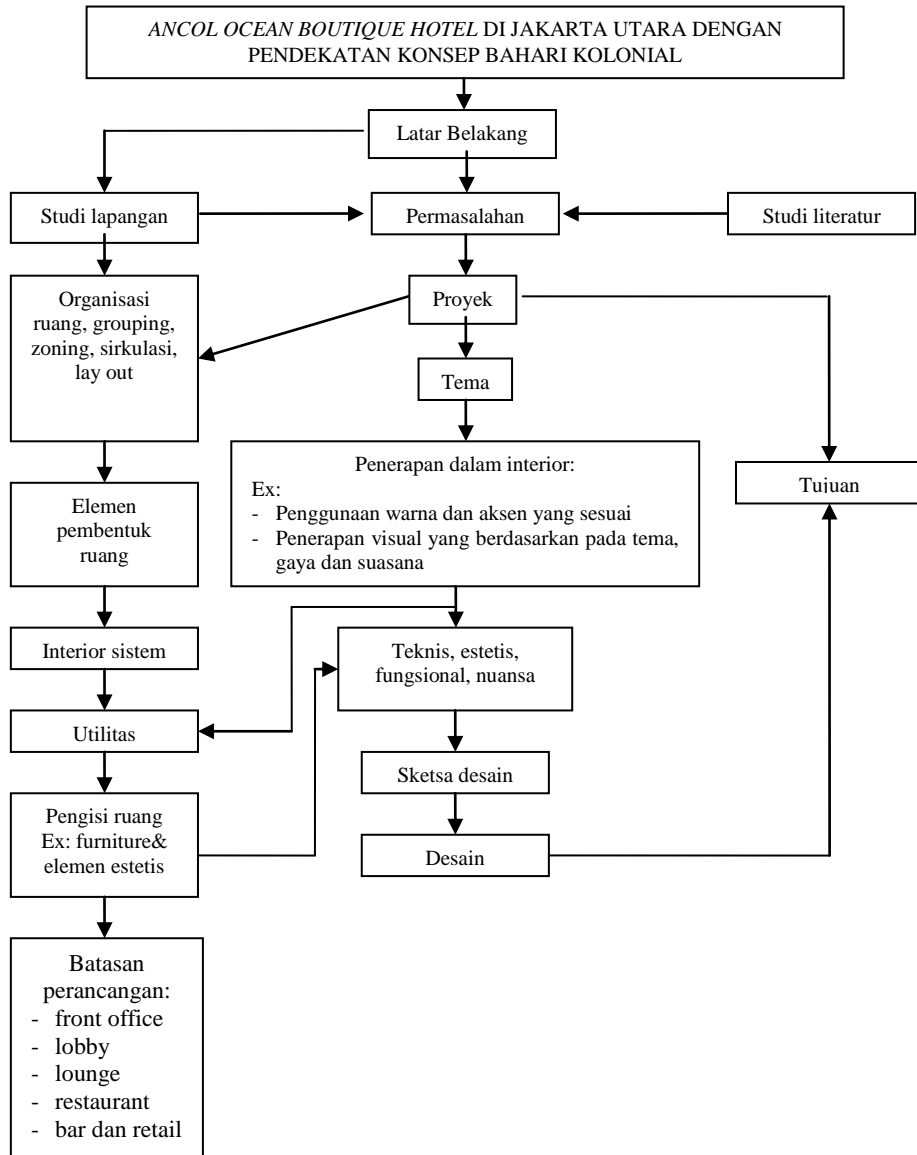 ANCOL OCEAN BOUTIQUE HOTEL DI JAKARTA UTARA DENGAN
PENDEKATAN KONSEP BAHARI KOLONIAL
Latar Belakang
Studi lapangan
Permasalahan
Studi literatur
Organisasi
ruang, grouping,
zoning, sirkulasi,
lay out
Proyek
Tema
Penerapan dalam interior:
Ex:
- Penggunaan warna dan aksen yang sesuai
- Penerapan visual yang berdasarkan pada tema,
gaya dan suasana
Tujuan
Elemen
pembentuk
ruang
Interior sistem
Teknis, estetis,
fungsional, nuansa
Utilitas
Sketsa desain
Pengisi ruang
Ex: furniture&
elemen estetis
Desain
Batasan
perancangan:
- front office
- lobby
- lounge
- restaurant
- bar dan retail